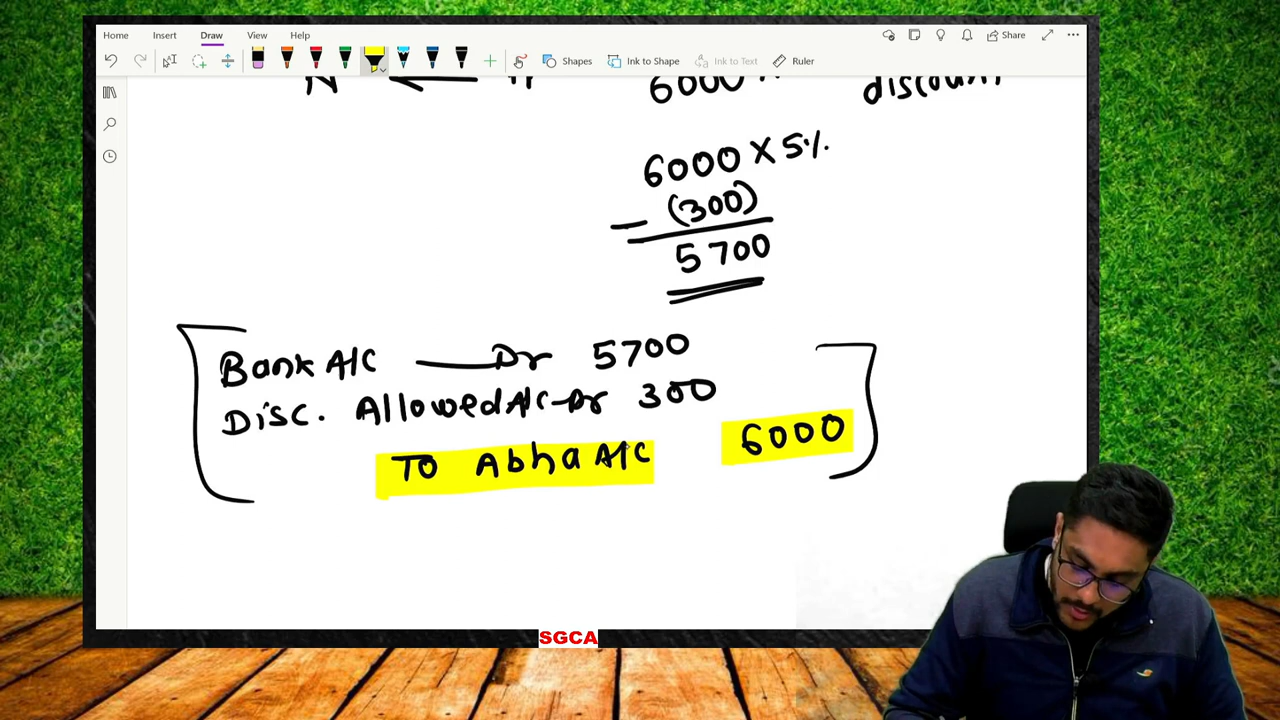 Home Insert Draw View Help
Shapes Ink to Shape Ink to Text Ruler Share
6000 discount
6000 X 5%
- (300)
5700
Bank A/C Dr 5700
Disc. Allowed A/C Dr 300
To Abha A/C 6000
SGCA